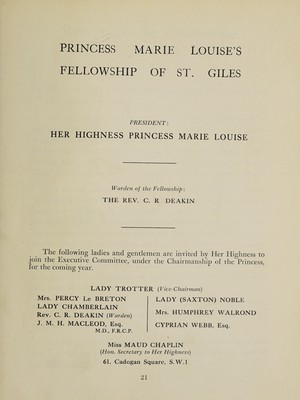 PRINCESS MARIE LOUISE'S
FELLOWSHIP OF ST. GILES
PRESIDENT:
HER HIGHNESS PRINCESS MARIE LOUISE
Warden of the Fellowship:
THE REV. C. R. DEAKIN
The following ladies and gentlemen are invited by Her Highness to
join the Executive Committee, under the Chairmanship of the Princess,
for the coming year.
LADY TROTTER (Vice-Chairman)
Mrs. PERCY Le BRETON
LADY CHAMBERLAIN
Rev. C. R. DEAKIN (Warden)
J. M. H. MACLEOD, Esq.
M.D., F.R.C.P.
LADY (SAXTON) NOBLE
Mrs. HUMPHREY WALROND
CYPRIAN WEBB, Esq.
Miss MAUD CHAPLIN
(Hon. Secretary to Her Highness)
61. Cadogan Square, S.W.1
21